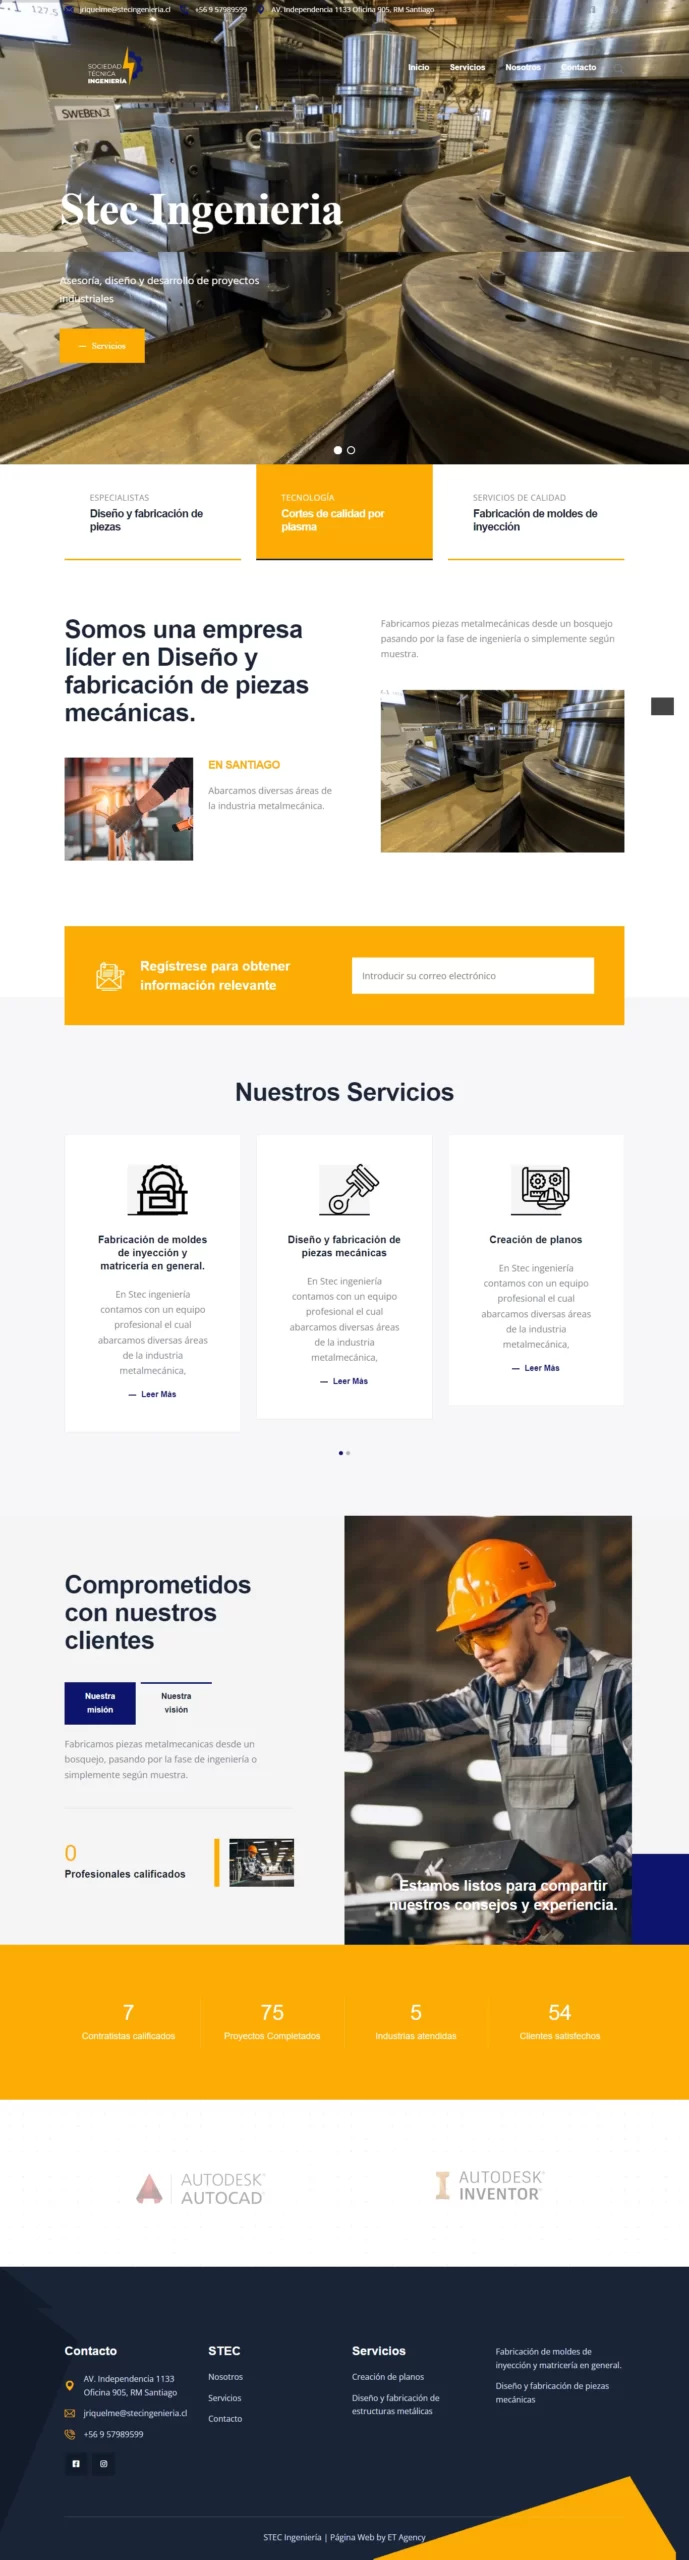 127.5
jriquelme@stecingenieria.cl
+56 9 57989599
AV. Independencia 1133 Oficina 905, RM Santiago
SOCIEDAD
TÉCNICA
INGENIERÍA
Inicio
Servicios
Nosotros
Contacto
SWEBEND
Stec Ingenieria
Asesoría, diseño y desarrollo de proyectos
industriales
— Servicios
ESPECIALISTAS
Diseño y fabricación de
piezas
TECNOLOGÍA
Cortes de calidad por
plasma
SERVICIOS DE CALIDAD
Fabricación de moldes de
inyección
Somos una empresa
líder en Diseño y
fabricación de piezas
mecánicas.
EN SANTIAGO
Abarcamos diversas áreas de
la industria metalmecánica.
Fabricamos piezas metalmecánicas desde un bosquejo
pasando por la fase de ingeniería o simplemente según
muestra.
Regístrese para obtener
información relevante
Introducir su correo electrónico
Nuestros Servicios
Fabricación de moldes
de inyección y
matricería en general.
En Stec ingeniería
contamos con un equipo
profesional el cual
abarcamos diversas áreas
de la industria
metalmecánica,
— Leer Más
Diseño y fabricación de
piezas mecánicas
En Stec ingeniería
contamos con un equipo
profesional el cual
abarcamos diversas áreas
de la industria
metalmecánica,
— Leer Más
Creación de planos
En Stec ingeniería
contamos con un equipo
profesional el cual
abarcamos diversas áreas
de la industria
metalmecánica,
— Leer Más
Comprometidos
con nuestros
clientes
Nuestra
misión
Nuestra
visión
Fabricamos piezas metalmecanicas desde un
bosquejo, pasando por la fase de ingeniería o
simplemente según muestra.
0
Profesionales calificados
Estamos listos para compartir
nuestros consejos y experiencia.
7
Contratistas calificados
75
Proyectos Completados
5
Industrias atendidas
54
Clientes satisfechos
AUTODESK
AUTOCAD
AUTODESK
INVENTOR
Contacto
AV. Independencia 1133
Oficina 905, RM Santiago
jriquelme@stecingenieria.cl
+56 9 57989599
STEC
Nosotros
Servicios
Contacto
Servicios
Creación de planos
Diseño y fabricación de
estructuras metálicas
Fabricación de moldes de
inyección y matricería en general.
Diseño y fabricación de piezas
mecánicas
STEC Ingeniería | Página Web by ET Agency